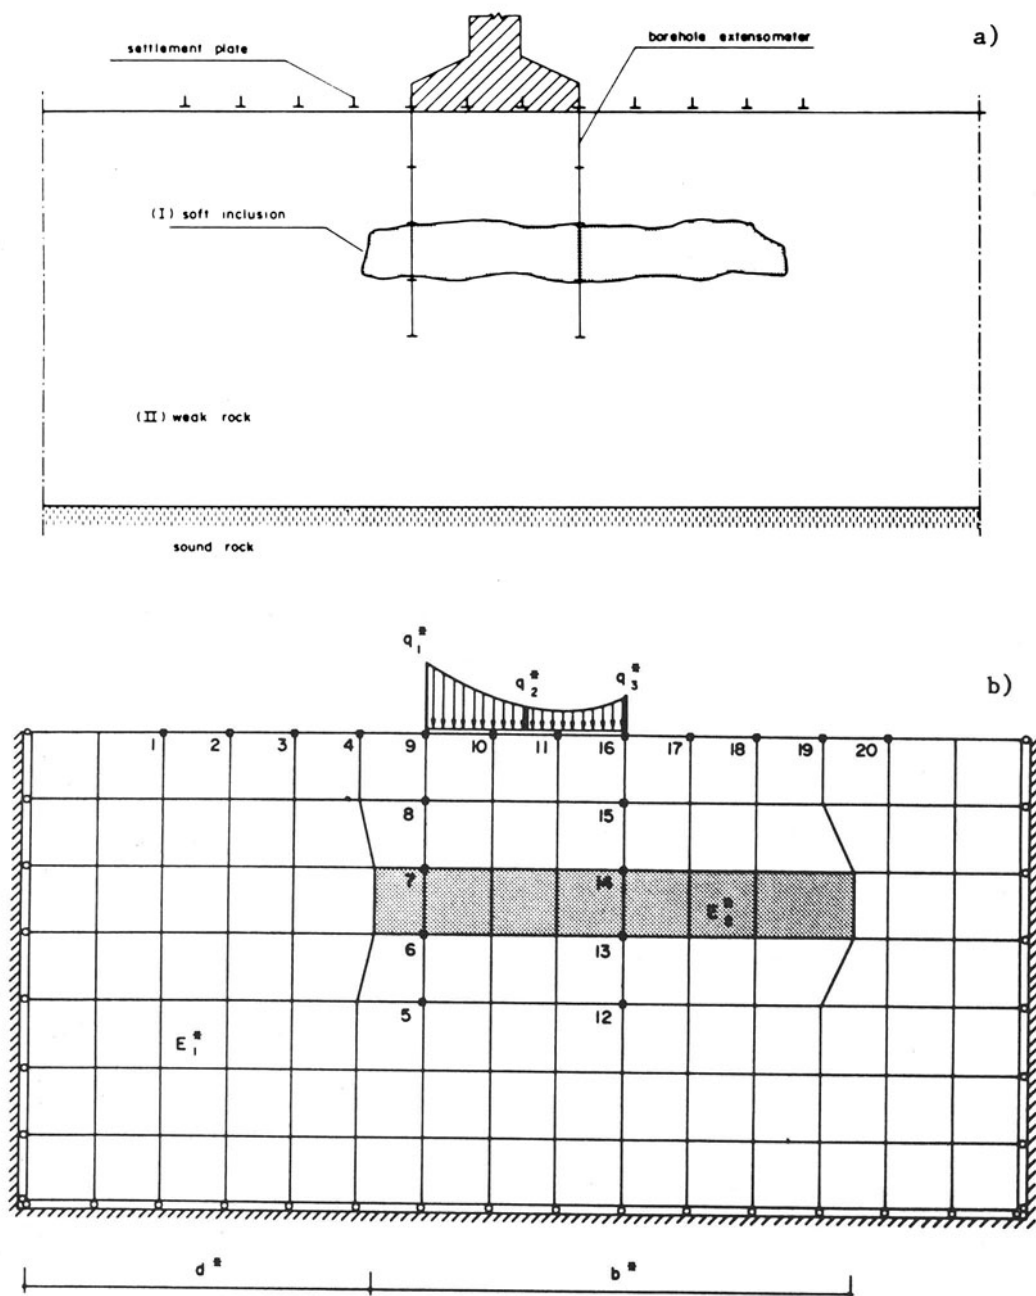 a)
settlement plate
borehole extensometer
(I) soft inclusion
(II) weak rock
sound rock
b)
q₁* q₂* q₃*
1 2 3 4 9 10 11 16 17 18 19 20
8 15
7 14
6 13
5 12
E₁*
d* b*